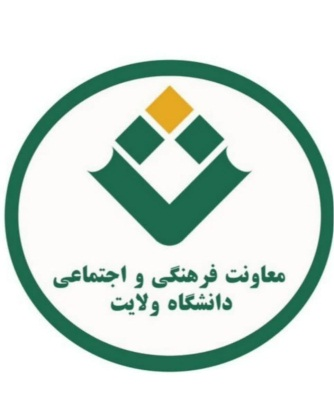 معاونت فرهنگی و اجتماعی
دانشگاه ولایت